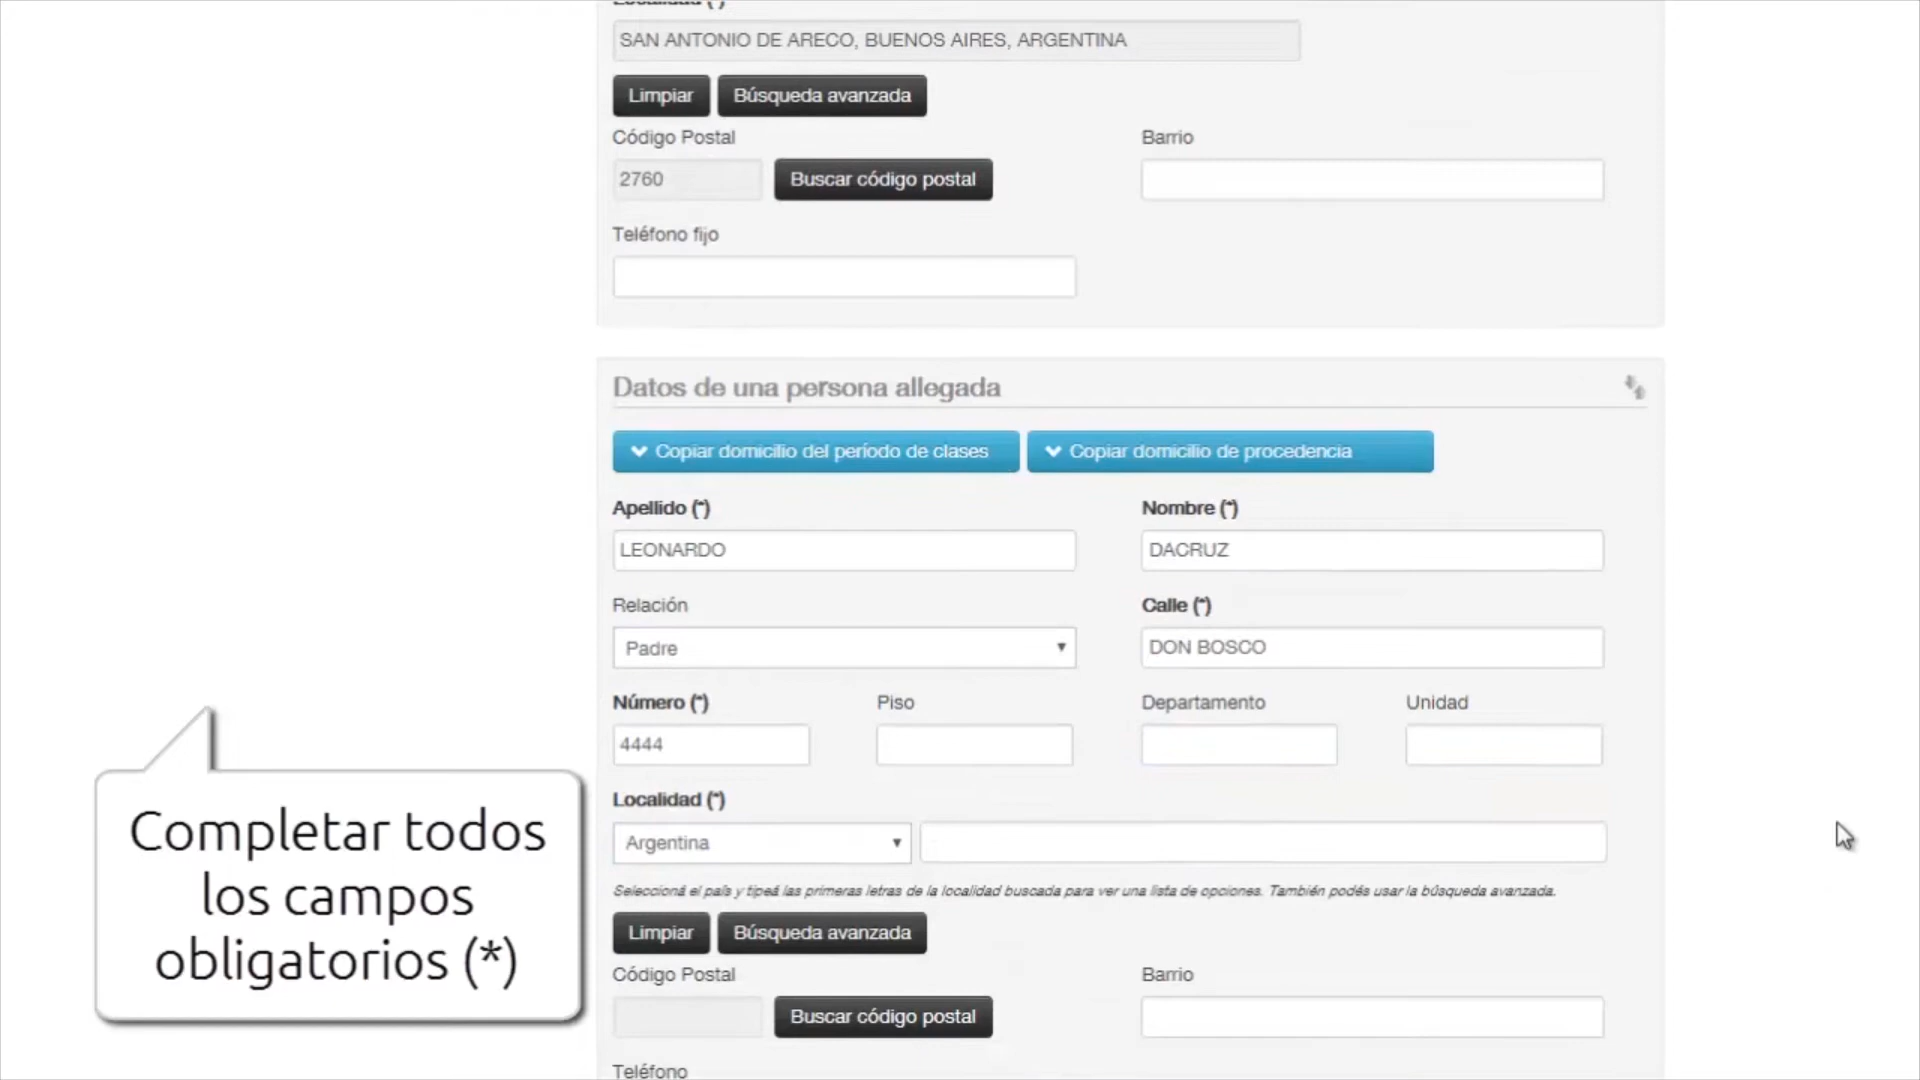 Localidad (*)
SAN ANTONIO DE ARECO, BUENOS AIRES, ARGENTINA
Limpiar Búsqueda avanzada
Código Postal Barrio
2760 Buscar código postal
Teléfono fijo
Datos de una persona allegada
Copiar domicilio del período de clases Copiar domicilio de procedencia
Apellido (*) Nombre (*)
LEONARDO DACRUZ
Relación Calle (*)
Padre DON BOSCO
Número (*) Piso Departamento Unidad
4444
Localidad (*)
Argentina
Seleccioná el país y tipeá las primeras letras de la localidad buscada para ver una lista de opciones. También podés usar la búsqueda avanzada.
Limpiar Búsqueda avanzada
Código Postal Barrio
Buscar código postal
Teléfono
Completar todos
los campos
obligatorios (*)